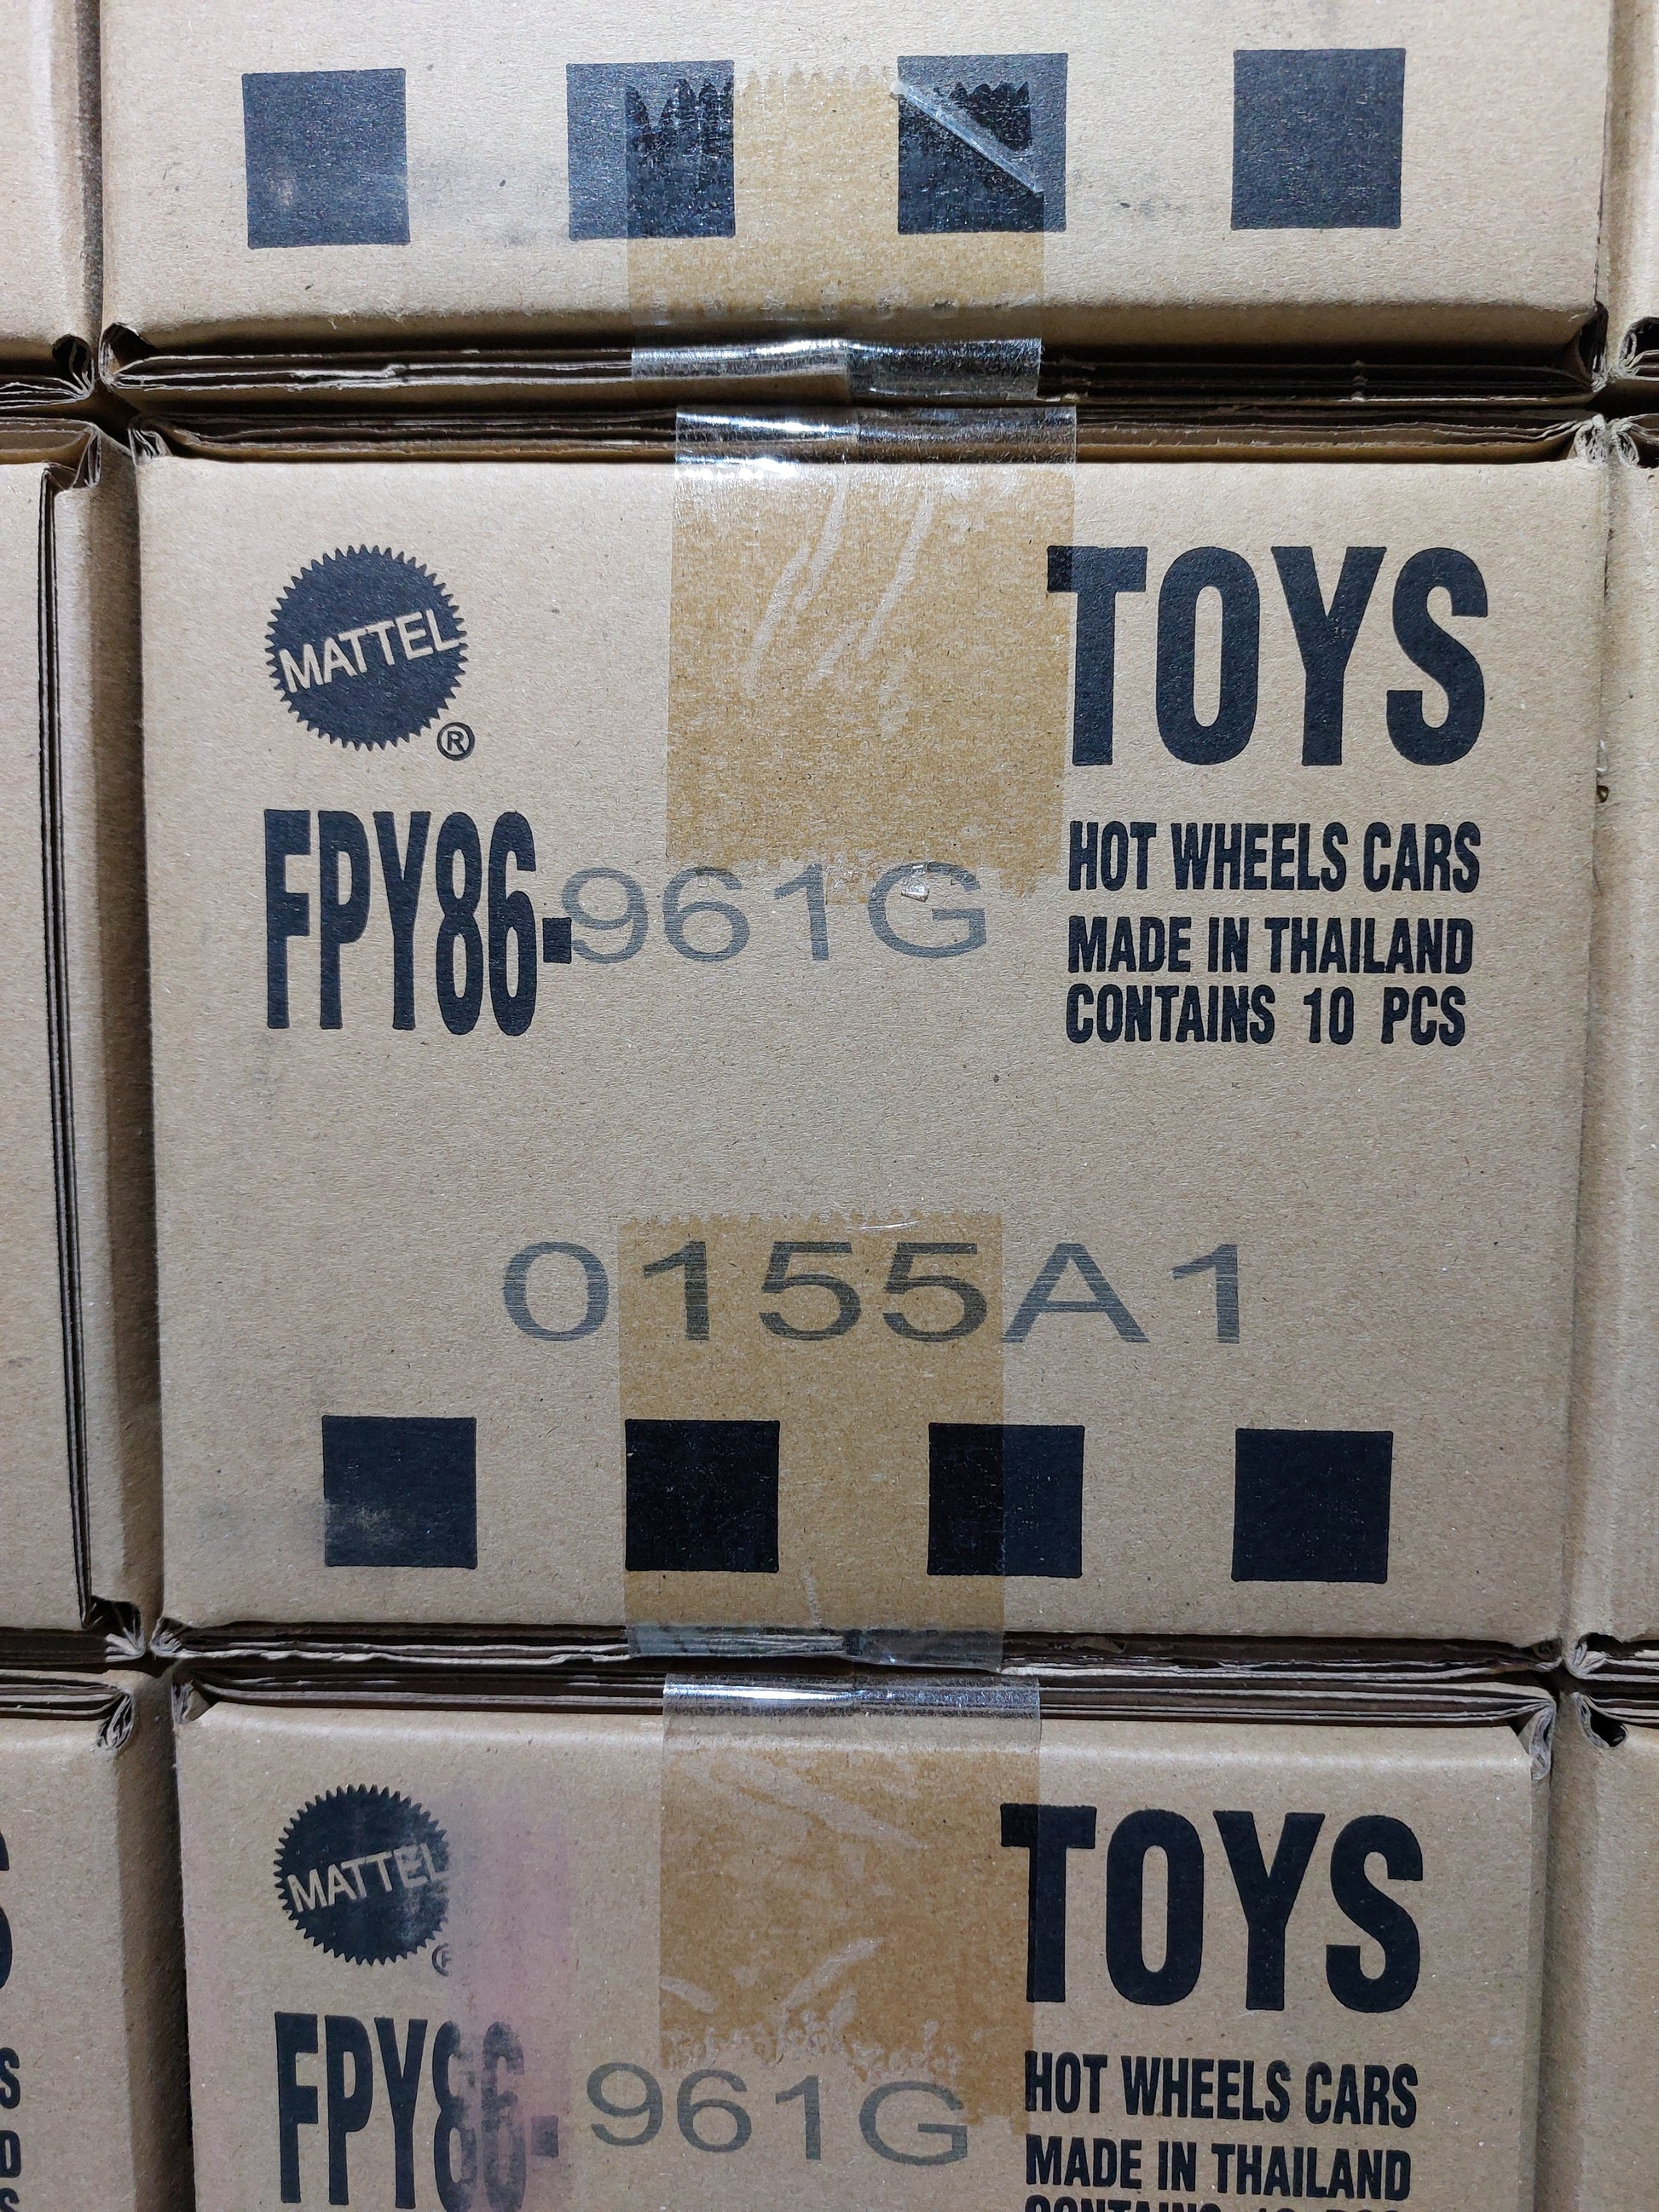 MATTEL
®
TOYS
FPY86-961G
HOT WHEELS CARS
MADE IN THAILAND
CONTAINS 10 PCS
0155A1
MATTEL
TOYS
FPY86-961G
HOT WHEELS CARS
MADE IN THAILAND
S
S
D